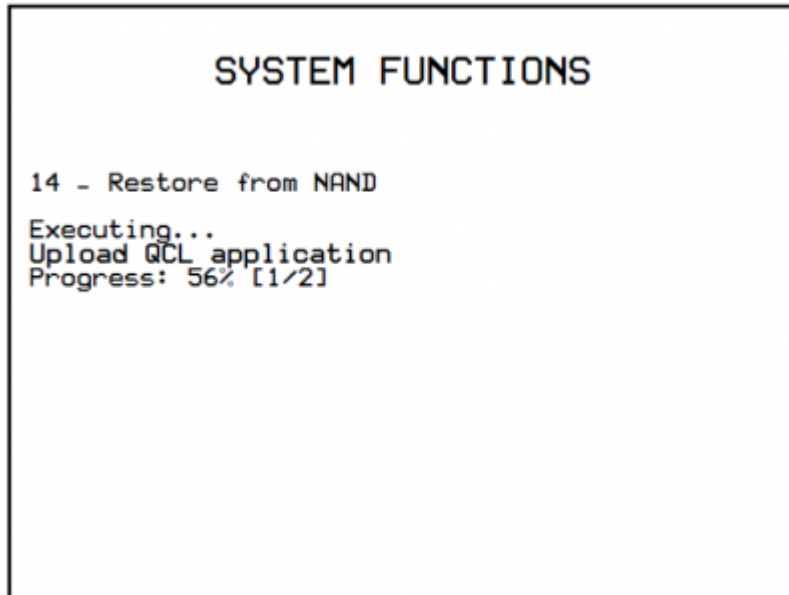 SYSTEM FUNCTIONS
14 - Restore from NAND
Executing...
Upload QCL application
Progress: 56% [1/2]